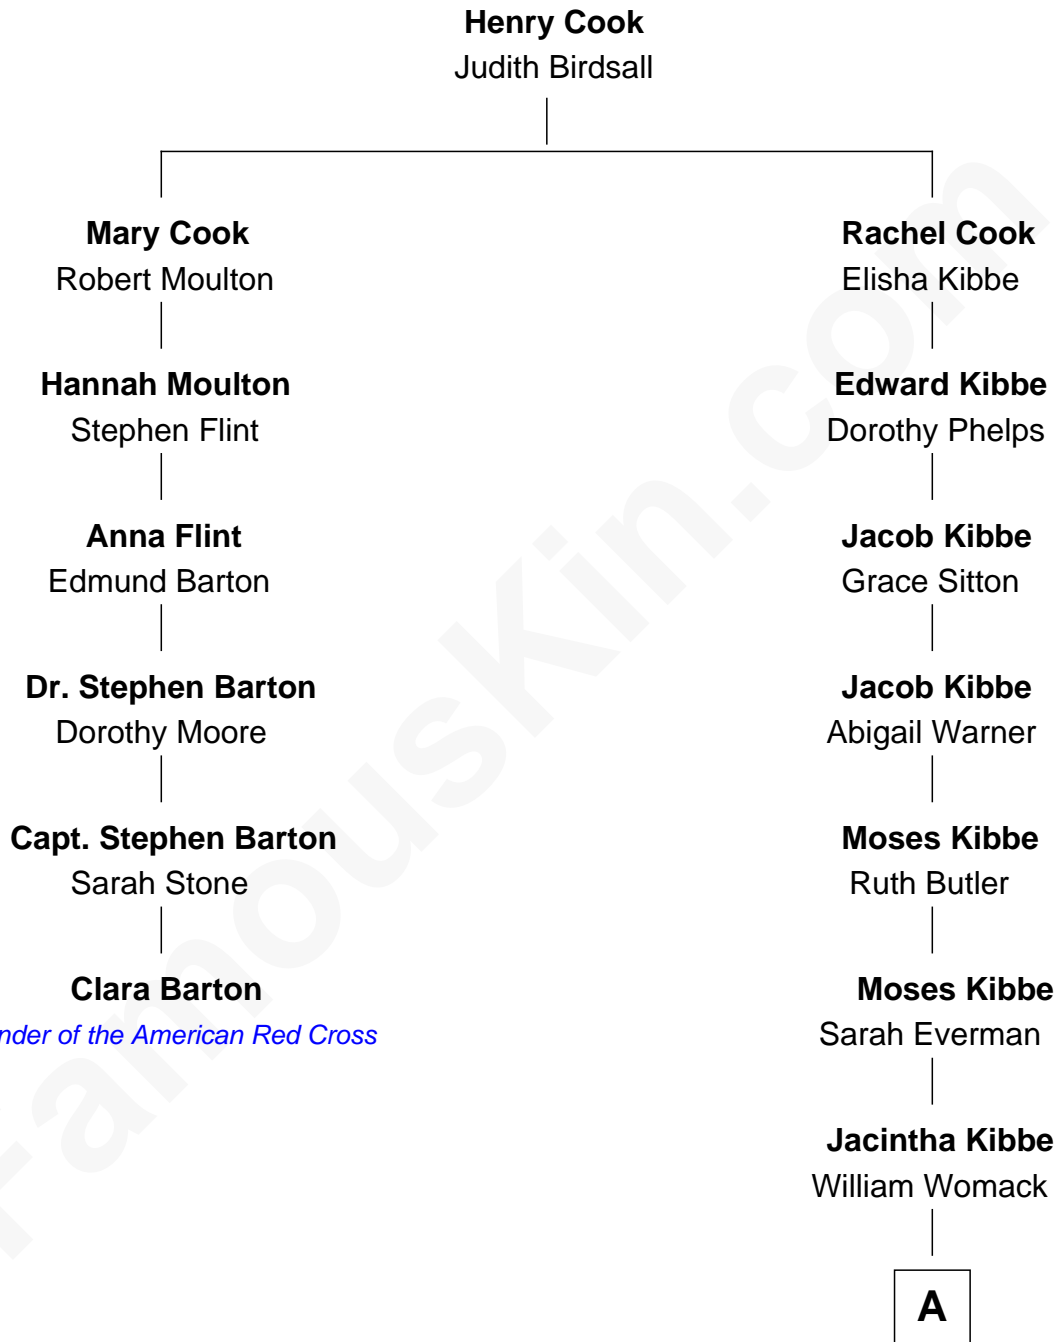 Henry Cook
Judith Birdsall
Mary Cook
Robert Moulton
Rachel Cook
Elisha Kibbe
Hannah Moulton
Stephen Flint
Edward Kibbe
Dorothy Phelps
Anna Flint
Edmund Barton
Jacob Kibbe
Grace Sitton
Dr. Stephen Barton
Dorothy Moore
Jacob Kibbe
Abigail Warner
Capt. Stephen Barton
Sarah Stone
Moses Kibbe
Ruth Butler
Clara Barton
nder of the American Red Cross
Moses Kibbe
Sarah Everman
Jacintha Kibbe
William Womack
A
FamousKin.com